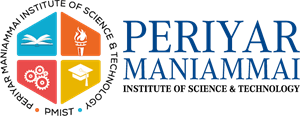 PERIYAR MANIAMMAI INSTITUTE OF SCIENCE & TECHNOLOGY
• PMIST •
PERIYAR
MANIAMMAI
INSTITUTE OF SCIENCE & TECHNOLOGY